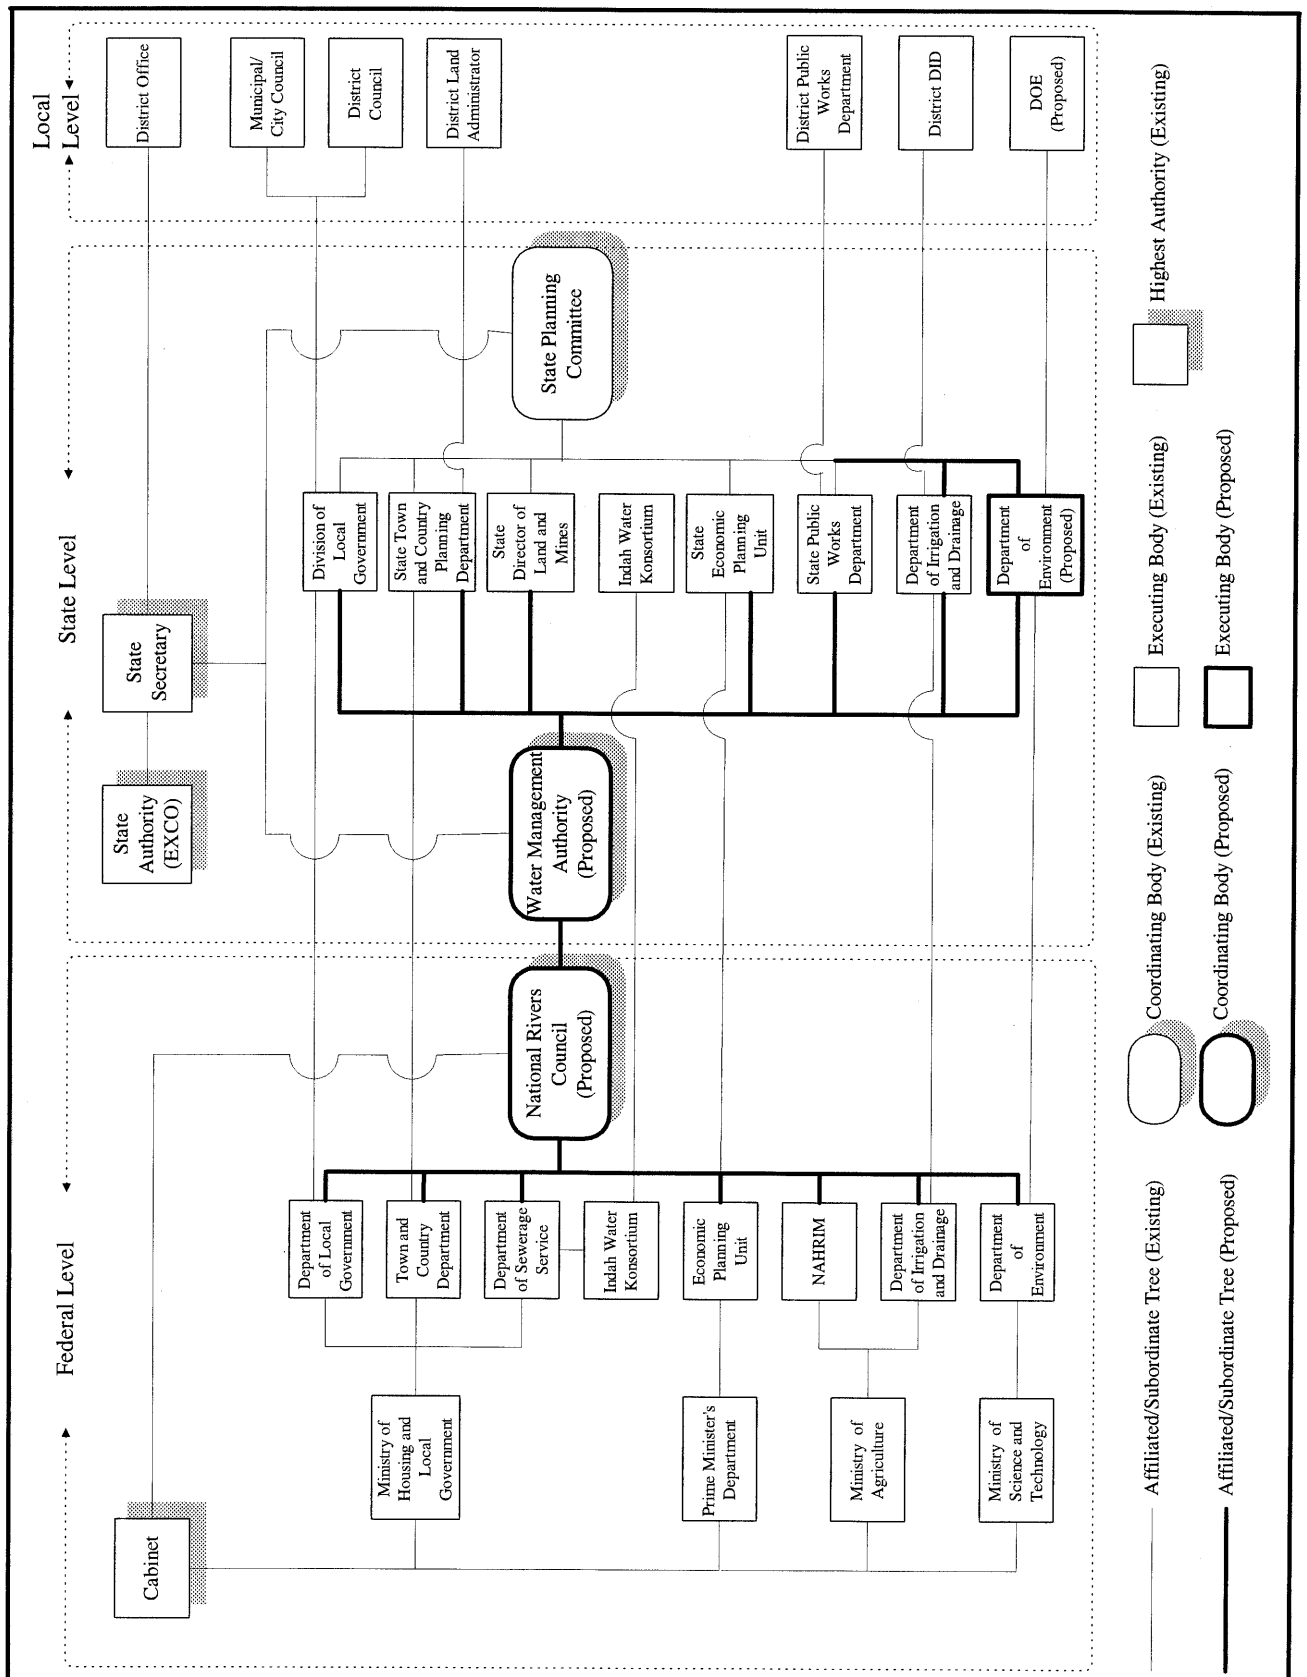 Federal Level
State Level
Local
Level
Cabinet
State
Authority
(EXCO)
State
Secretary
District Office
Ministry of
Housing and
Local
Government
Prime Minister's
Department
Ministry of
Agriculture
Ministry of
Science and
Technology
Department
of Local
Government
Town and
Country
Department
Department
of Sewerage
Service
Indah Water
Konsortium
Economic
Planning
Unit
NAHRIM
Department
of Irrigation
and Drainage
Department
of
Environment
National Rivers
Council
(Proposed)
Water Management
Authority
(Proposed)
Division of
Local
Government
State Town
and Country
Planning
Department
State
Director of
Land and
Mines
Indah Water
Konsortium
State
Economic
Planning
Unit
State Public
Works
Department
Department
of Irrigation
and Drainage
Department
of
Environment
(Proposed)
State Planning
Committee
Municipal/
City Council
District
Council
District Land
Administrator
District Public
Works
Department
District DID
DOE
(Proposed)
Affiliated/Subordinate Tree (Existing)
Coordinating Body (Existing)
Executing Body (Existing)
Highest Authority (Existing)
Affiliated/Subordinate Tree (Proposed)
Coordinating Body (Proposed)
Executing Body (Proposed)